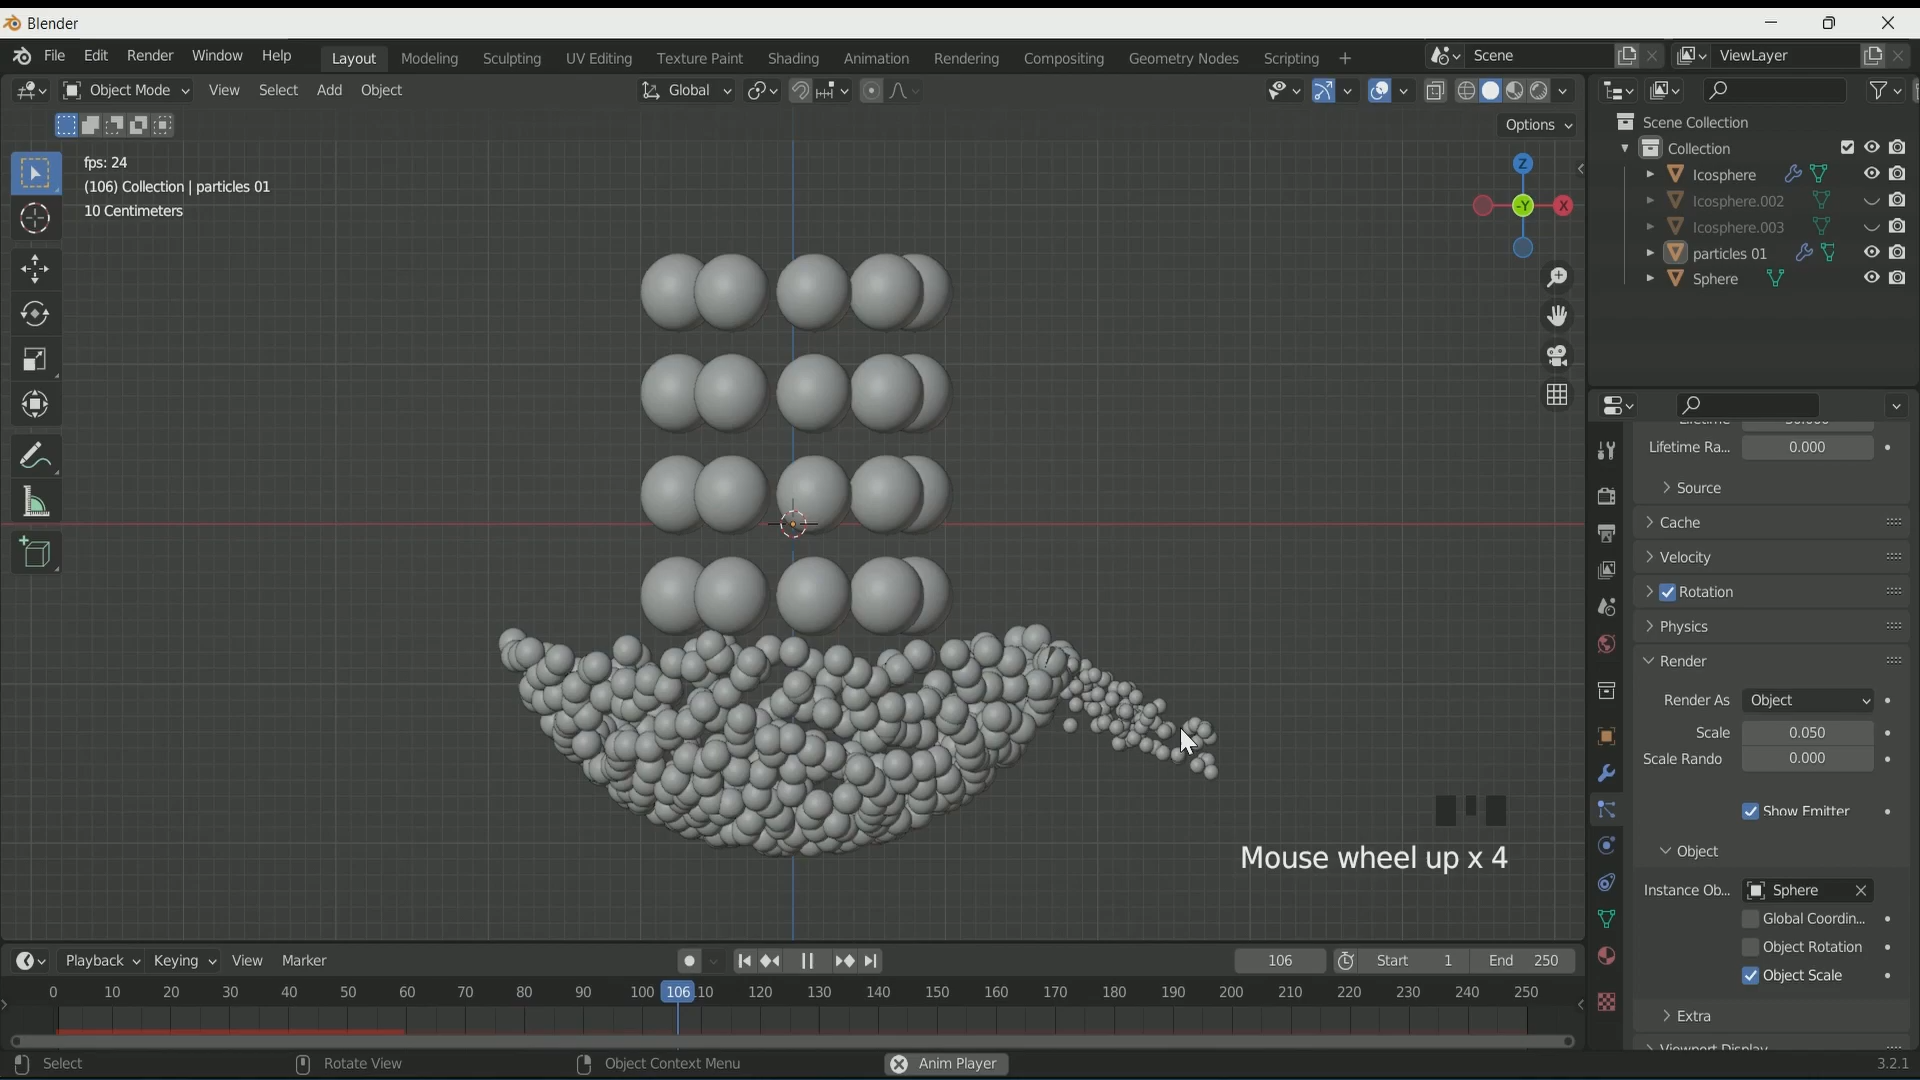 Blender
File Edit Render Window Help Layout Modeling Sculpting UV Editing Texture Paint Shading Animation Rendering Compositing Geometry Nodes Scripting + Scene ViewLayer
Object Mode View Select Add Object Global
Options
fps: 24
(106) Collection | particles 01
10 Centimeters
Z
-Y X
Scene Collection
Collection
Icosphere
Icosphere.002
Icosphere.003
particles 01
Sphere
Lifetime Ra... 0.000
Source
Cache
Velocity
Rotation
Physics
Render
Render As Object
Scale 0.050
Scale Rando 0.000
Show Emitter
Object
Instance Ob... Sphere
Global Coordin...
Object Rotation
Object Scale
Extra
Viewport Display
Mouse wheel up x 4
Playback Keying View Marker 106 Start 1 End 250
0 10 20 30 40 50 60 70 80 90 100 106 10 120 130 140 150 160 170 180 190 200 210 220 230 240 250
Select Rotate View Object Context Menu Anim Player 3.2.1